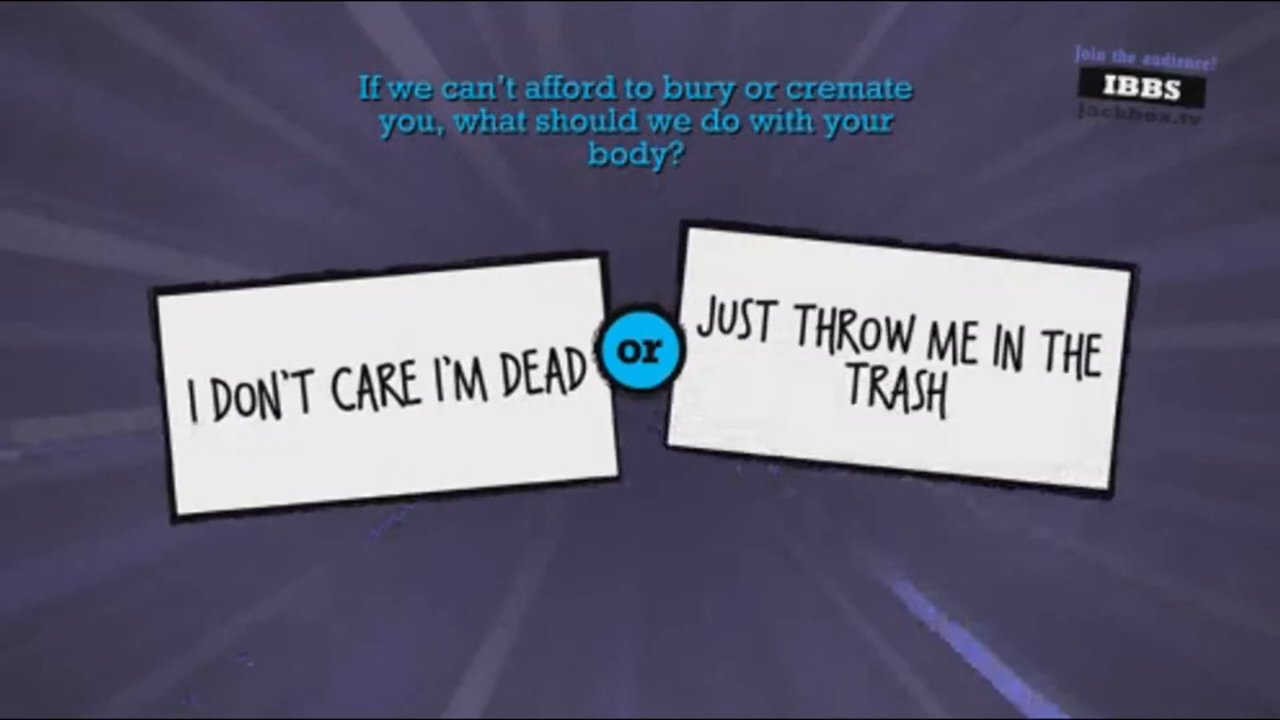 Join the audience!
IBBS
jackbox.tv
If we can't afford to bury or cremate
you, what should we do with your
body?
I DON'T CARE I'M DEAD
or
JUST THROW ME IN THE
TRASH